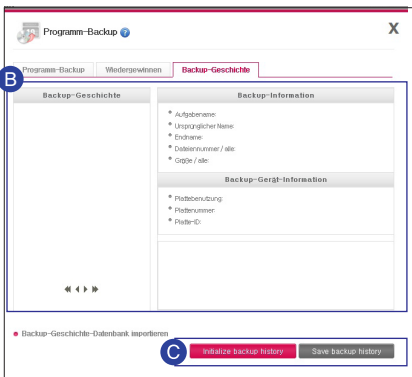 Programm-Backup ?
X
Programm-Backup Wiedergewinnen Backup-Geschichte
B
Backup-Geschichte
Backup-Information
Aufgabename:
Ursprünglicher Name:
Endname:
Dateiennummer / alle:
Größe / alle:
Backup-Gerät-Information
Plattebenutzung:
Plattenummer:
Platte-ID:
Backup-Geschichte-Datenbank importieren
C
Initialize backup history Save backup history